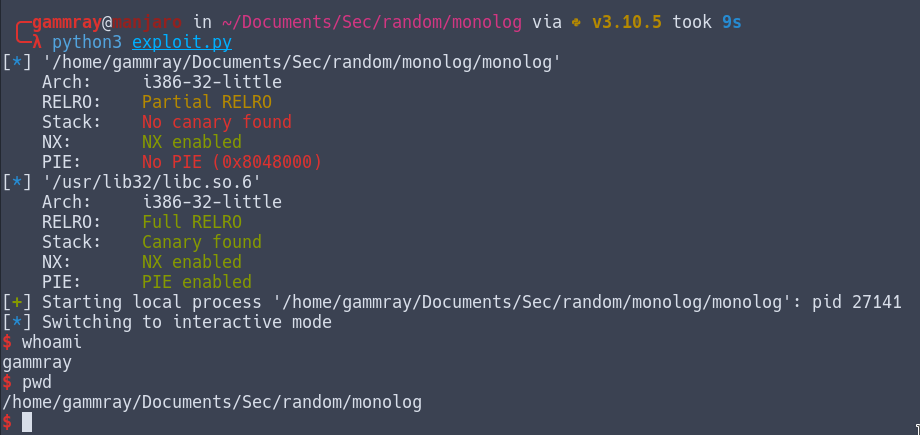 gammray@manjaro in ~/Documents/Sec/random/monolog via v3.10.5 took 9s
λ python3 exploit.py
[*] '/home/gammray/Documents/Sec/random/monolog/monolog'
    Arch:     i386-32-little
    RELRO:    Partial RELRO
    Stack:    No canary found
    NX:       NX enabled
    PIE:      No PIE (0x8048000)
[*] '/usr/lib32/libc.so.6'
    Arch:     i386-32-little
    RELRO:    Full RELRO
    Stack:    Canary found
    NX:       NX enabled
    PIE:      PIE enabled
[+] Starting local process '/home/gammray/Documents/Sec/random/monolog/monolog': pid 27141
[*] Switching to interactive mode
$ whoami
gammray
$ pwd
/home/gammray/Documents/Sec/random/monolog
$